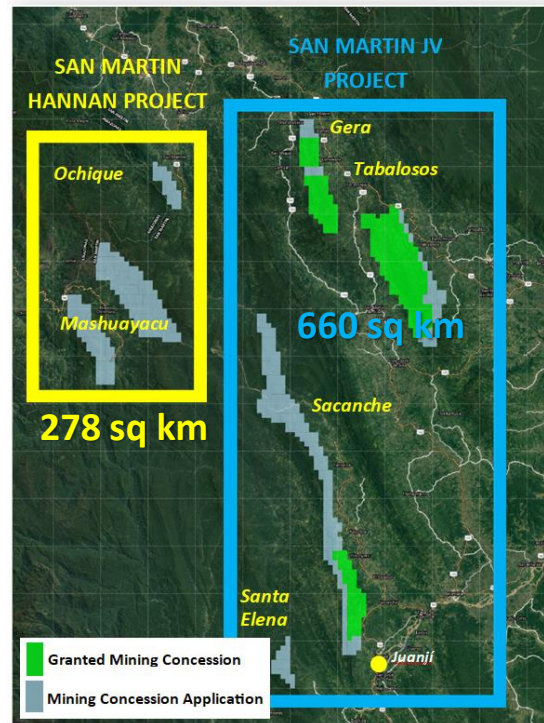 SAN MARTIN JV
PROJECT
SAN MARTIN
HANNAN PROJECT
Gera
Ochique
Tabalosos
Mashuayacu
660 sq km
278 sq km
Sacanche
Santa
Elena
Juanjí
Granted Mining Concession
Mining Concession Application